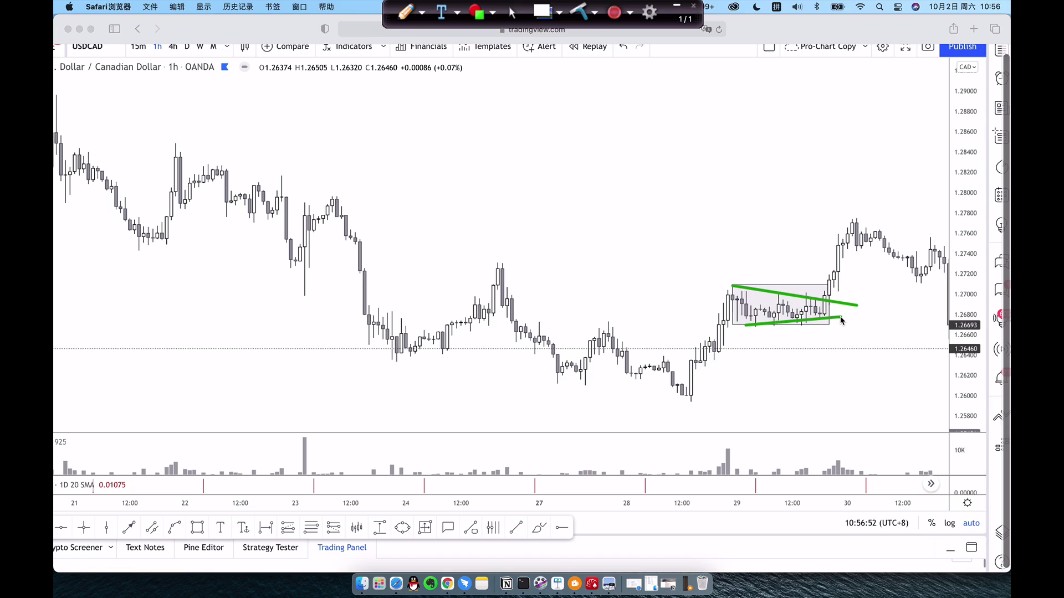 Safari浏览器 文件 编辑 显示 历史记录 书签 窗口 帮助
1/1
10月2日 周六 10:56
tradingview.com
USDCAD 15m 1h 4h D W M Compare Indicators Financials Templates Alert Replay Pro-Chart Copy Publish
. Dollar / Canadian Dollar · 1h · OANDA O1.26374 H1.26505 L1.26320 C1.26460 +0.00086 (+0.07%)
CAD
1.29000
1.28800
1.28600
1.28400
1.28200
1.28000
1.27800
1.27600
1.27400
1.27200
1.27000
1.26800
1.26693
1.26600
1.26460
1.26400
1.26200
1.26000
1.25800
925
10K
1D 20 SMA 0.01075
0.00000
21 12:00 22 12:00 23 12:00 24 12:00 27 12:00 28 12:00 29 12:00 30 12:00
10:56:52 (UTC+8) % log auto
ypto Screener Text Notes Pine Editor Strategy Tester Trading Panel